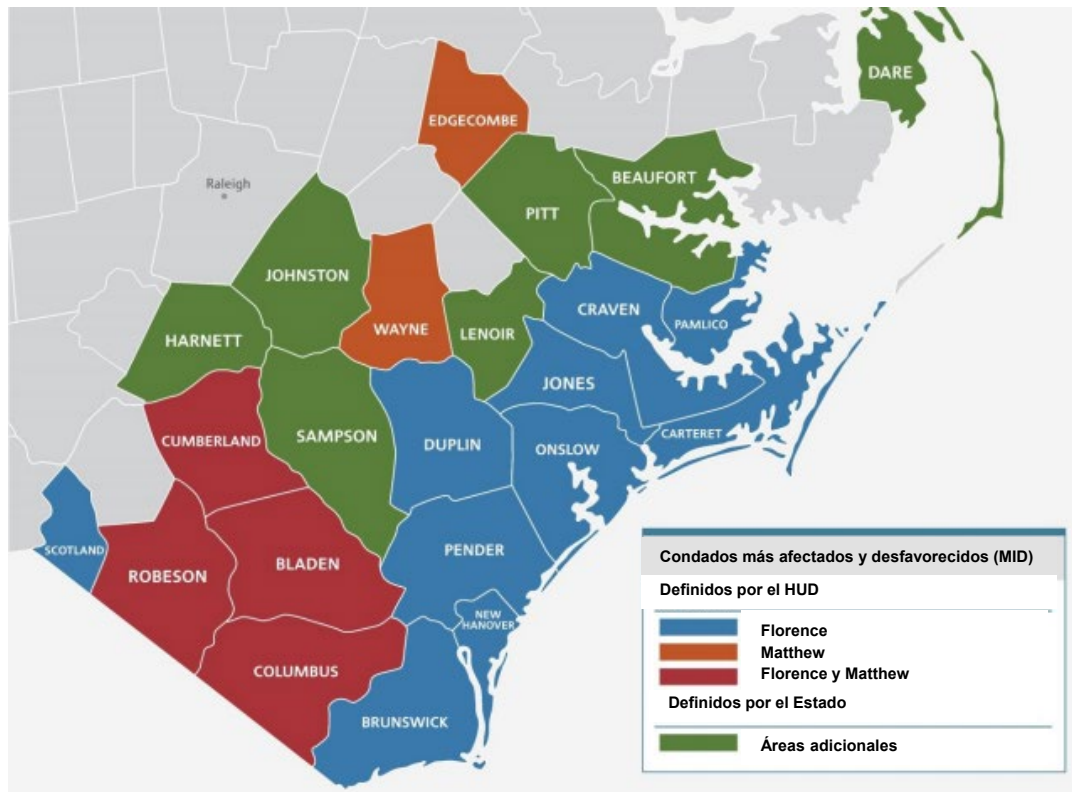 DARE
EDGECOMBE
BEAUFORT
Raleigh
PITT
JOHNSTON
CRAVEN
PAMLICO
WAYNE
LENOIR
HARNETT
JONES
CUMBERLAND
SAMPSON
DUPLIN
ONSLOW
CARTERET
SCOTLAND
PENDER
BLADEN
ROBESON
NEW
HANOVER
COLUMBUS
BRUNSWICK
Condados más afectados y desfavorecidos (MID)
Definidos por el HUD
Florence
Matthew
Florence y Matthew
Definidos por el Estado
Áreas adicionales